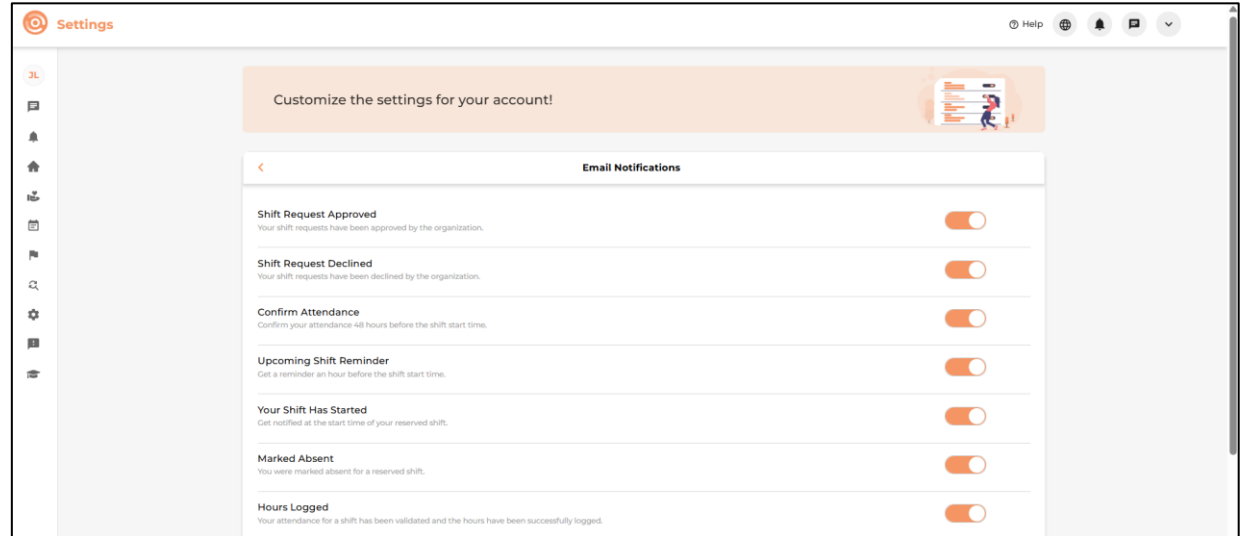 Settings
Help
JL
Customize the settings for your account!
Email Notifications
Shift Request Approved
Your shift requests have been approved by the organization.
Shift Request Declined
Your shift requests have been declined by the organization.
Confirm Attendance
Confirm your attendance 48 hours before the shift start time.
Upcoming Shift Reminder
Get a reminder an hour before the shift start time.
Your Shift Has Started
Get notified at the start time of your reserved shift.
Marked Absent
You were marked absent for a reserved shift.
Hours Logged
Your attendance for a shift has been validated and the hours have been successfully logged.